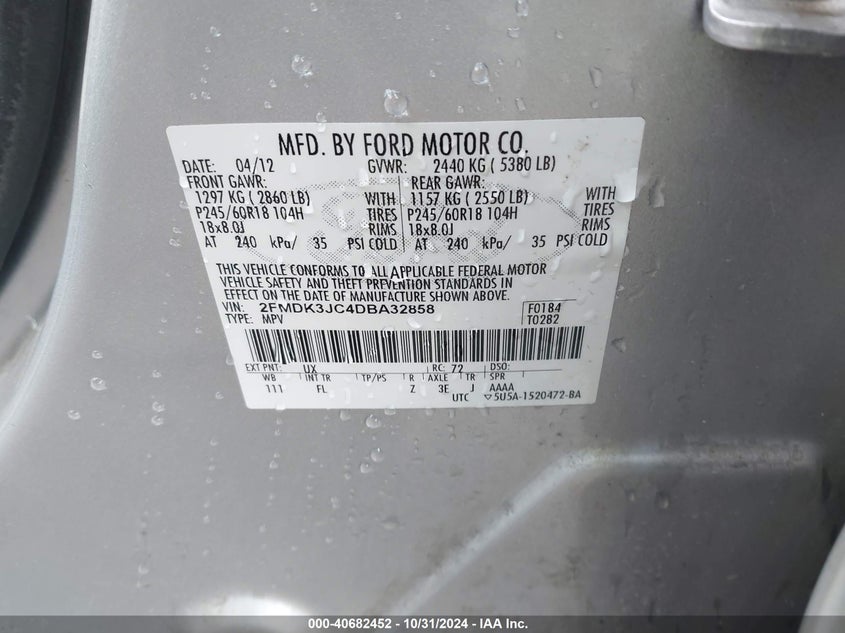 MFD. BY FORD MOTOR CO.
DATE: 04/12 GVWR: 2440 KG ( 5380 LB)
FRONT GAWR: REAR GAWR:
1297 KG ( 2860 LB) WITH 1157 KG ( 2550 LB) WITH
P245/60R18 104H TIRES P245/60R18 104H TIRES
18x8.0J RIMS 18x8.0J RIMS
AT 240 kPa/ 35 PSI COLD AT 240 kPa/ 35 PSI COLD
THIS VEHICLE CONFORMS TO ALL APPLICABLE FEDERAL MOTOR
VEHICLE SAFETY AND THEFT PREVENTION STANDARDS IN
EFFECT ON THE DATE OF MANUFACTURE SHOWN ABOVE.
VIN: 2FMDK3JC4DBA32858 F0184
TYPE: MPV T0282
EXT PNT: UX RC: 72 DSO:
WB INT TR TP/PS R AXLE TR SPR
111 FL Z 3E J AAAA
UTC ▽5U5A-1520472-BA
000-40682452 - 10/31/2024 - IAA Inc.